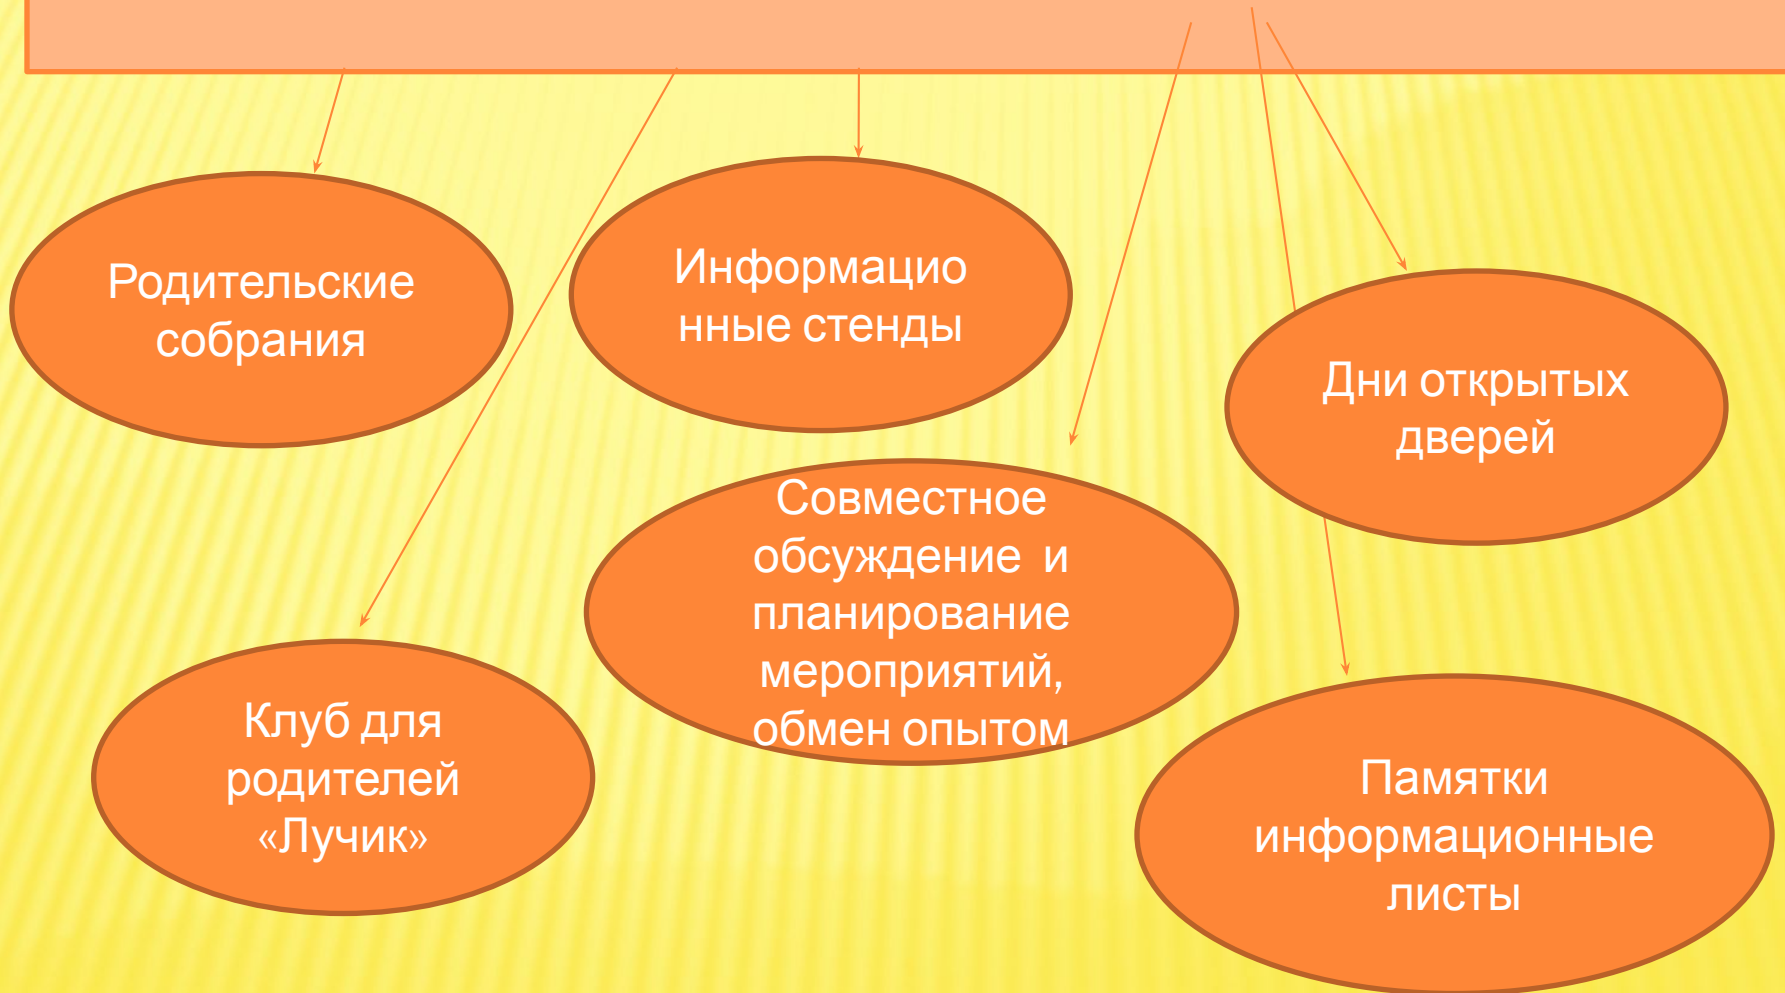 Родительские
собрания
Информацио
нные стенды
Дни открытых
дверей
Совместное
обсуждение  и
планирование
мероприятий,
обмен опытом
Клуб для
родителей
«Лучик»
Памятки
информационные
листы